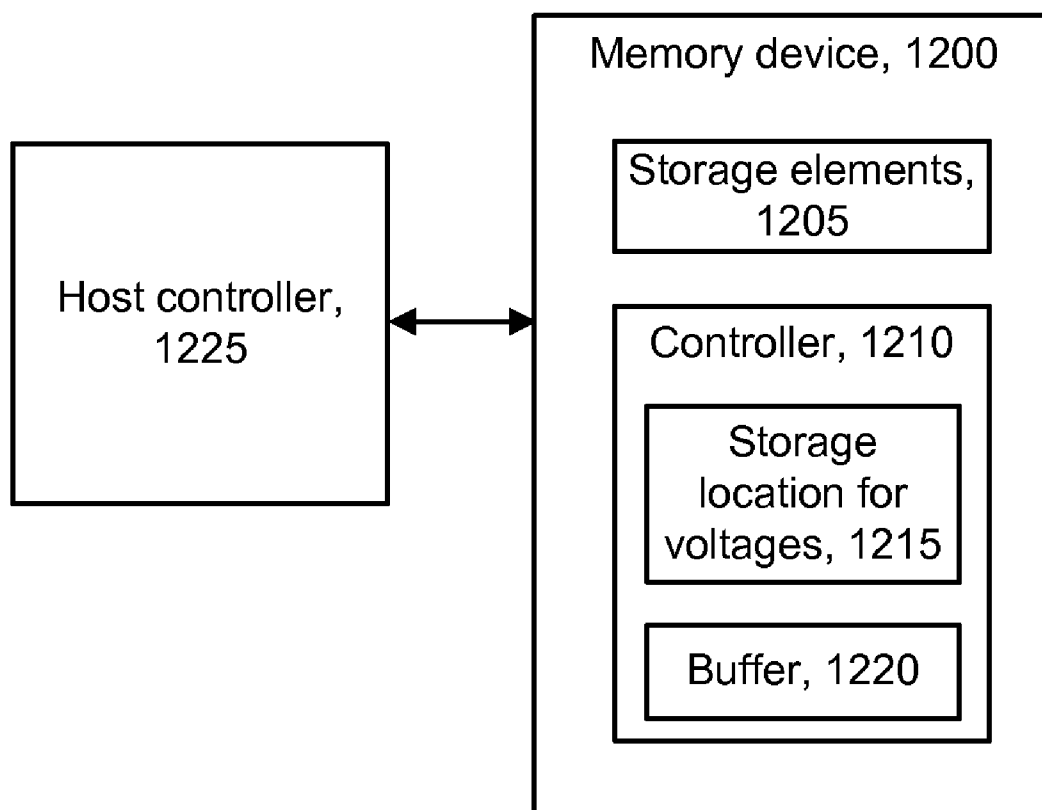 Memory device, 1200
Storage elements,
1205
Host controller,
1225
Controller, 1210
Storage
location for
voltages, 1215
Buffer, 1220